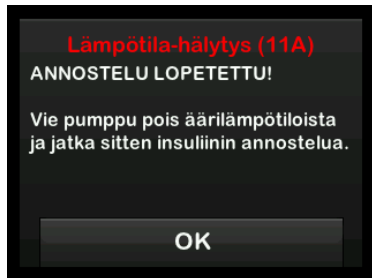 Lämpötila-hälytys (11A)
ANNOSTELU LOPETETTU!
Vie pumppu pois äärilämpötiloista
ja jatka sitten insuliinin annostelua.
OK